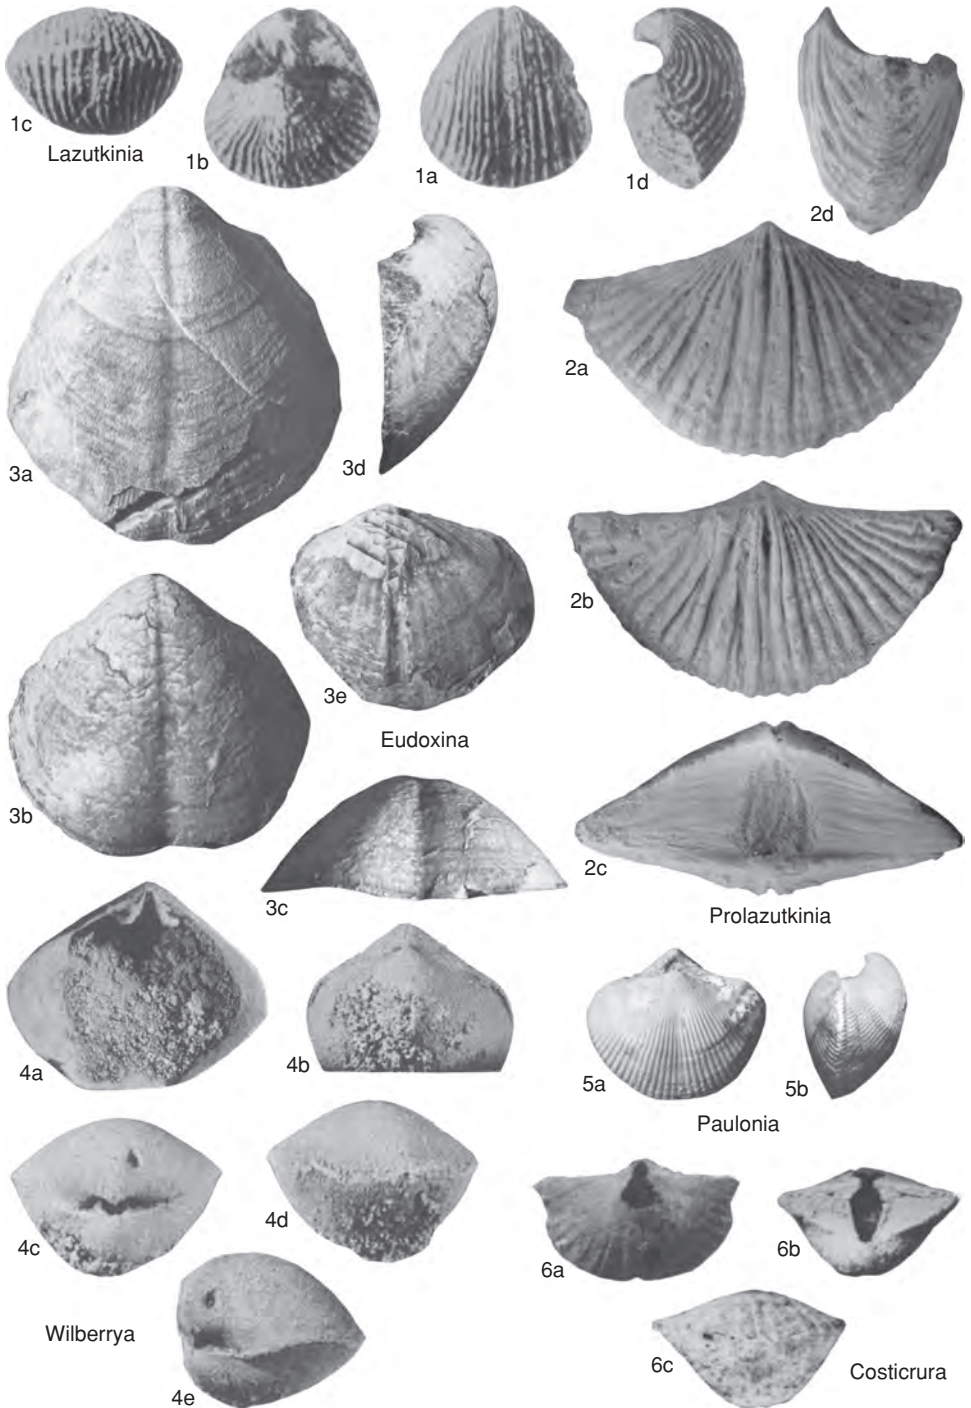 1c
Lazutkinia
1b
1a
1d
2d
3a
3d
2a
2b
3e
Eudoxina
3b
3c
2c
Prolazutkinia
4a
4b
5a
5b
Paulonia
4c
4d
6a
6b
Wilberrya
4e
6c
Costicrura